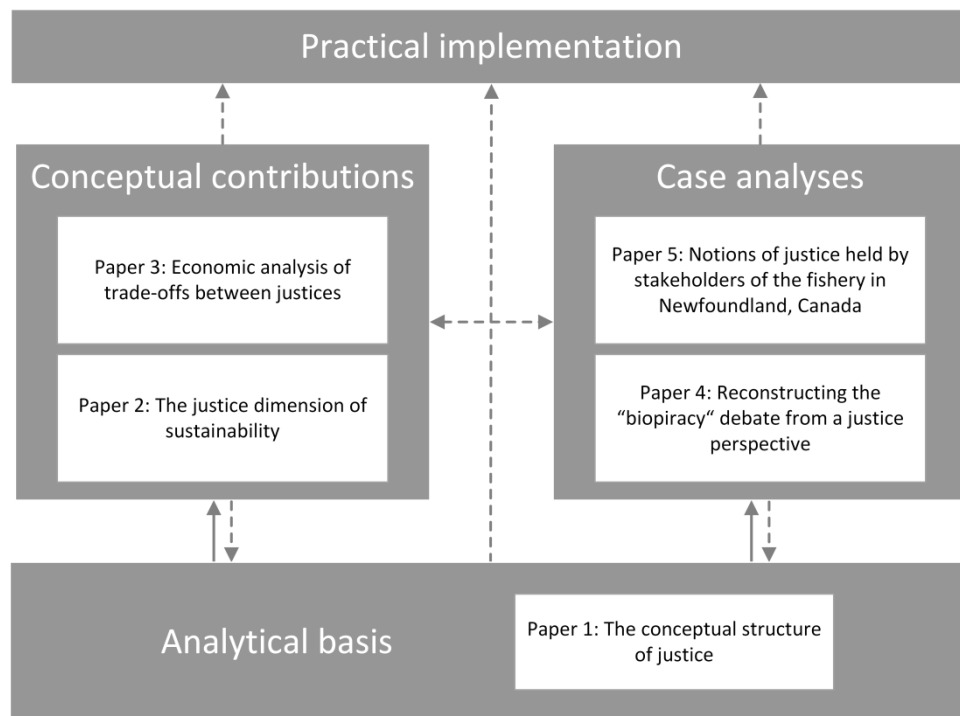 Practical implementation
Conceptual contributions
Paper 3: Economic analysis of
trade-offs between justices
Paper 2: The justice dimension of
sustainability
Case analyses
Paper 5: Notions of justice held by
stakeholders of the fishery in
Newfoundland, Canada
Paper 4: Reconstructing the
“biopiracy“ debate from a justice
perspective
Analytical basis
Paper 1: The conceptual structure
of justice